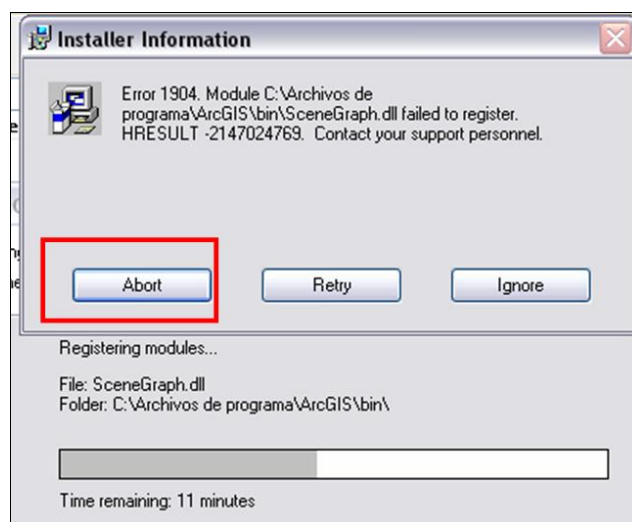 Installer Information
Error 1904. Module C:\Archivos de
programa\ArcGIS\bin\SceneGraph.dll failed to register.
HRESULT -2147024769. Contact your support personnel.
Abort
Retry
Ignore
Registering modules...
File: SceneGraph.dll
Folder: C:\Archivos de programa\ArcGIS\bin\
Time remaining: 11 minutes